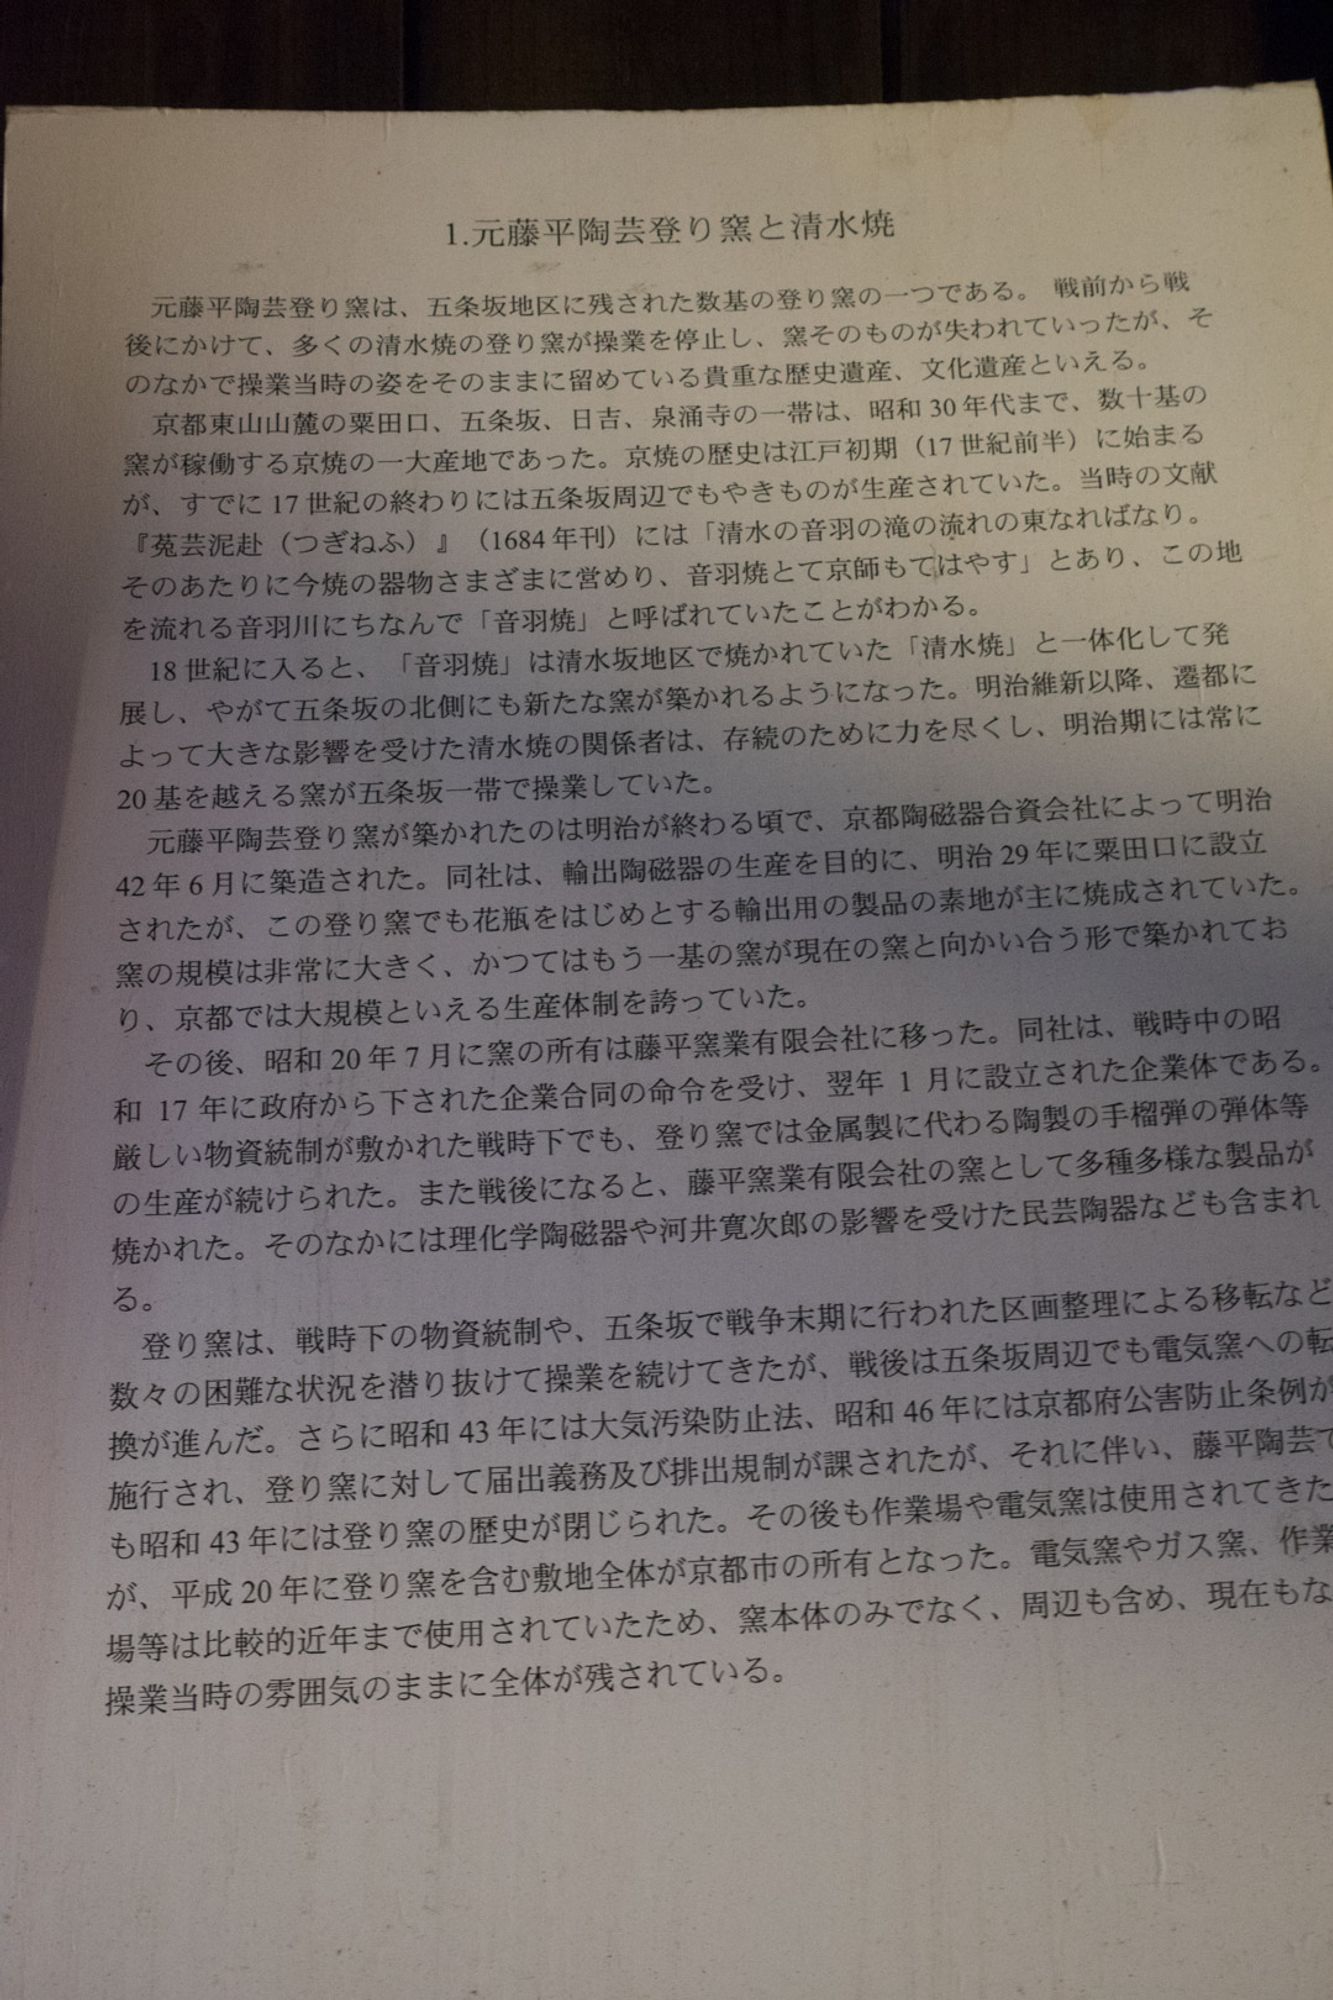 1.元藤平陶芸登り窯と清水焼
元藤平陶芸登り窯は、五条坂地区に残された数基の登り窯の一つである。 戦前から戦
後にかけて、多くの清水焼の登り窯が操業を停止し、窯そのものが失われていったが、そ
のなかで操業当時の姿をそのままに留めている貴重な歴史遺産、文化遺産といえる。
京都東山山麓の粟田口、五条坂、日吉、泉涌寺の一帯は、昭和 30 年代まで、数十基の
窯が稼働する京焼の一大産地であった。京焼の歴史は江戸初期（17 世紀前半）に始まる
が、すでに 17 世紀の終わりには五条坂周辺でもやきものが生産されていた。当時の文献
『菟芸泥赴（つぎねふ）』（1684 年刊）には「清水の音羽の滝の流れの東なればなり。
そのあたりに今焼の器物さまざまに営めり、音羽焼とて京師もてはやす」とあり、この地
を流れる音羽川にちなんで「音羽焼」と呼ばれていたことがわかる。
18 世紀に入ると、「音羽焼」は清水坂地区で焼かれていた「清水焼」と一体化して発
展し、やがて五条坂の北側にも新たな窯が築かれるようになった。明治維新以降、遷都に
よって大きな影響を受けた清水焼の関係者は、存続のために力を尽くし、明治期には常に
20 基を越える窯が五条坂一帯で操業していた。
元藤平陶芸登り窯が築かれたのは明治が終わる頃で、京都陶磁器合資会社によって明治
42 年 6 月に築造された。同社は、輸出陶磁器の生産を目的に、明治 29 年に粟田口に設立
されたが、この登り窯でも花瓶をはじめとする輸出用の製品の素地が主に焼成されていた。
窯の規模は非常に大きく、かつてはもう一基の窯が現在の窯と向かい合う形で築かれてお
り、京都では大規模といえる生産体制を誇っていた。
その後、昭和 20 年 7 月に窯の所有は藤平窯業有限会社に移った。同社は、戦時中の昭
和 17 年に政府から下された企業合同の命令を受け、翌年 1 月に設立された企業体である。
厳しい物資統制が敷かれた戦時下でも、登り窯では金属製に代わる陶製の手榴弾の弾体等
の生産が続けられた。また戦後になると、藤平窯業有限会社の窯として多種多様な製品が
焼かれた。そのなかには理化学陶磁器や河井寛次郎の影響を受けた民芸陶器なども含まれ
る。
登り窯は、戦時下の物資統制や、五条坂で戦争末期に行われた区画整理による移転など
数々の困難な状況を潜り抜けて操業を続けてきたが、戦後は五条坂周辺でも電気窯への転
換が進んだ。さらに昭和 43 年には大気汚染防止法、昭和 46 年には京都府公害防止条例が
施行され、登り窯に対して届出義務及び排出規制が課されたが、それに伴い、藤平陶芸で
も昭和 43 年には登り窯の歴史が閉じられた。その後も作業場や電気窯は使用されてきた
が、平成 20 年に登り窯を含む敷地全体が京都市の所有となった。電気窯やガス窯、作業
場等は比較的近年まで使用されていたため、窯本体のみでなく、周辺も含め、現在もな
操業当時の雰囲気のままに全体が残されている。